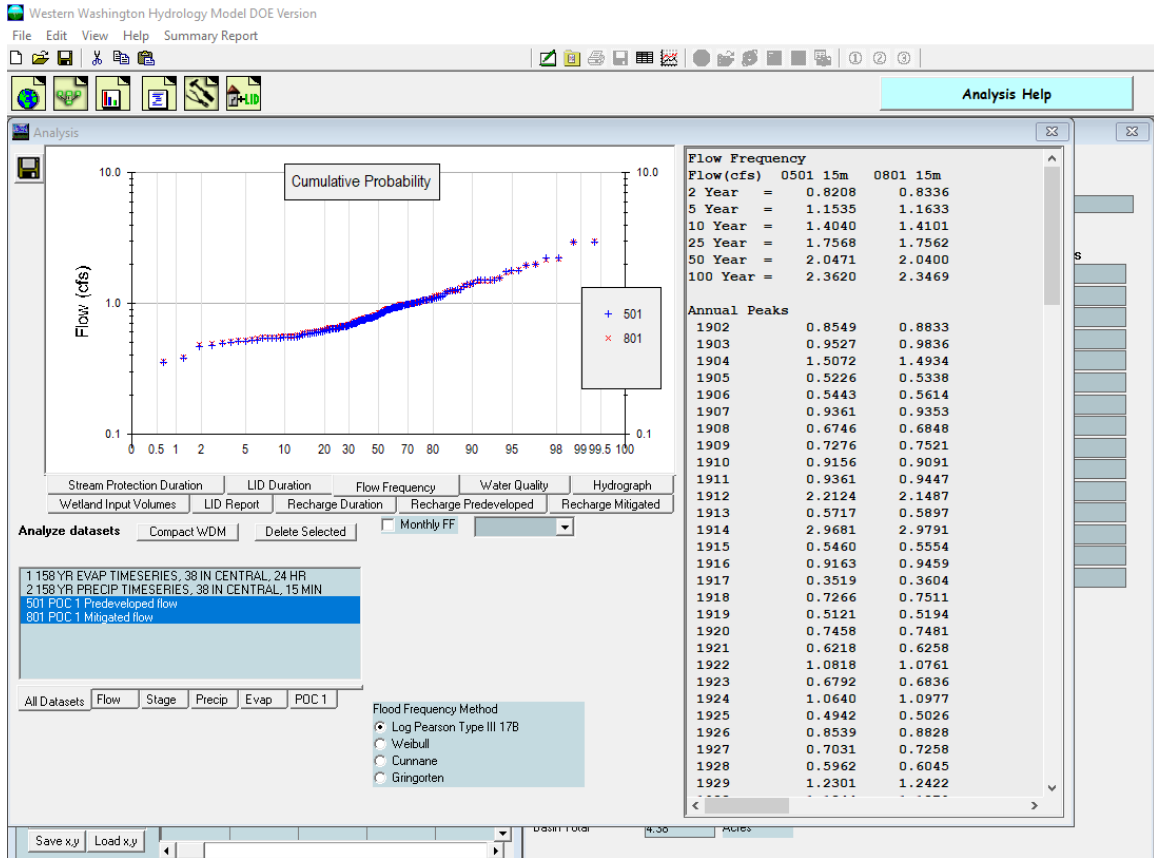 Western Washington Hydrology Model DOE Version
File Edit View Help Summary Report
+LID
Analysis Help
Analysis
Cumulative Probability
Flow (cfs)
10.0 10.0
1.0
0.1 0.1
501
801
0 0.5 1 2 5 10 20 30 50 70 80 90 95 98 99 99.5 100
Stream Protection Duration LID Duration Flow Frequency Water Quality Hydrograph
Wetland Input Volumes LID Report Recharge Duration Recharge Predeveloped Recharge Mitigated
Analyze datasets Compact WDM Delete Selected Monthly FF
1 158 YR EVAP TIMESERIES, 38 IN CENTRAL, 24 HR
2 158 YR PRECIP TIMESERIES, 38 IN CENTRAL, 15 MIN
501 POC 1 Predeveloped flow
801 POC 1 Mitigated flow
All Datasets Flow Stage Precip Evap POC 1
Flood Frequency Method
Log Pearson Type III 17B
Weibull
Cunnane
Gringorten
Flow Frequency
Flow(cfs) 0501 15m 0801 15m
2 Year = 0.8208 0.8336
5 Year = 1.1535 1.1633
10 Year = 1.4040 1.4101
25 Year = 1.7568 1.7562
50 Year = 2.0471 2.0400
100 Year = 2.3620 2.3469
Annual Peaks
1902 0.8549 0.8833
1903 0.9527 0.9836
1904 1.5072 1.4934
1905 0.5226 0.5338
1906 0.5443 0.5614
1907 0.9361 0.9353
1908 0.6746 0.6848
1909 0.7276 0.7521
1910 0.9156 0.9091
1911 0.9361 0.9447
1912 2.2124 2.1487
1913 0.5717 0.5897
1914 2.9681 2.9791
1915 0.5460 0.5554
1916 0.9163 0.9459
1917 0.3519 0.3604
1918 0.7266 0.7511
1919 0.5121 0.5194
1920 0.7458 0.7481
1921 0.6218 0.6258
1922 1.0818 1.0761
1923 0.6792 0.6836
1924 1.0640 1.0977
1925 0.4942 0.5026
1926 0.8539 0.8828
1927 0.7031 0.7258
1928 0.5962 0.6045
1929 1.2301 1.2422
s
Save x,y Load x,y
Basin Total 4.38 Acres